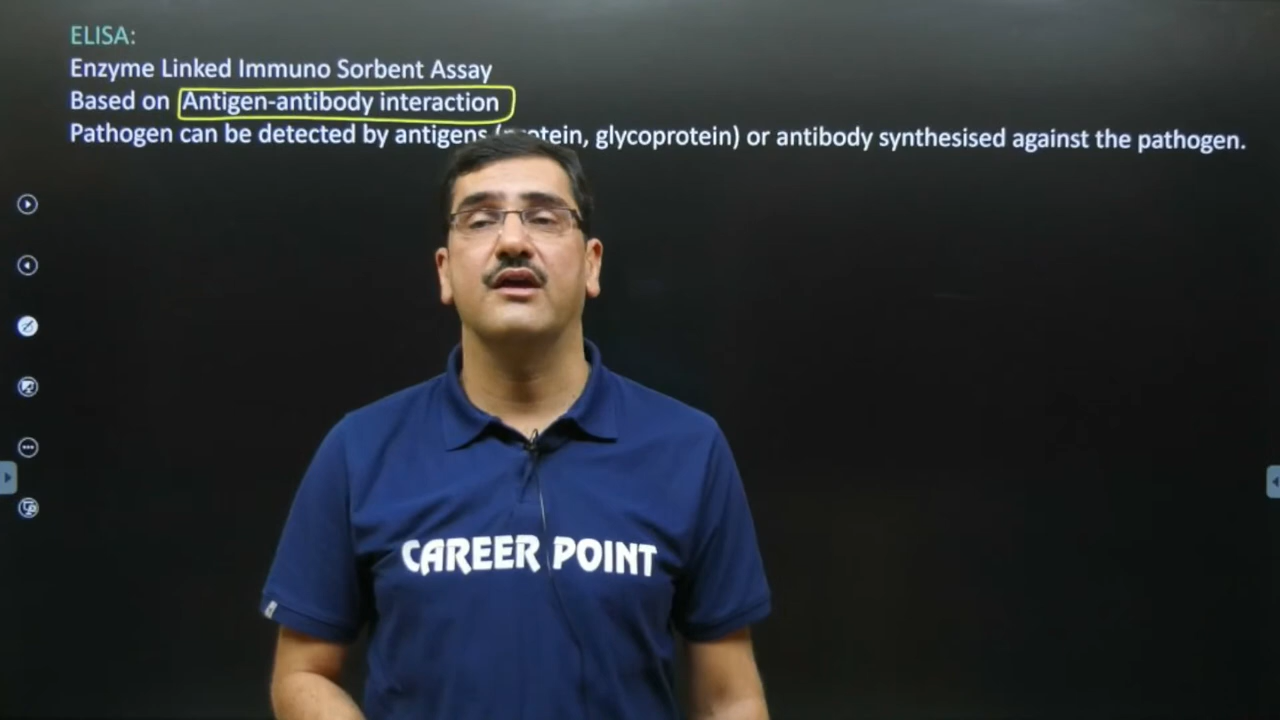 ELISA:
Enzyme Linked Immuno Sorbent Assay
Based on Antigen-antibody interaction
Pathogen can be detected by antigens (protein, glycoprotein) or antibody synthesised against the pathogen.
CAREER POINT